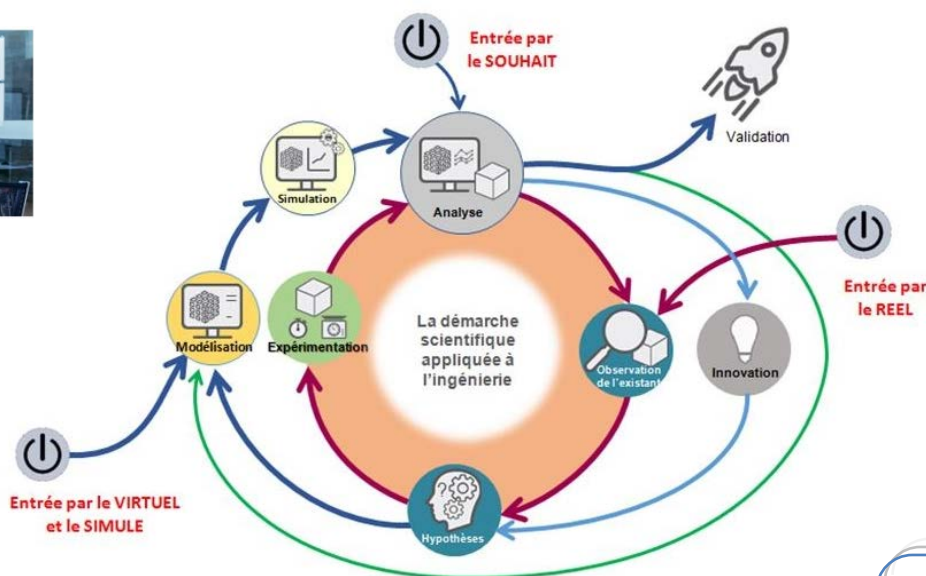 Entrée par
le SOUHAIT
Validation
Simulation
Analyse
Entrée par
le REEL
Modélisation
Expérimentation
La démarche
scientifique
appliquée à
l'ingénierie
Observation
de l'existant
Innovation
Entrée par le VIRTUEL
et le SIMULE
Hypothèses